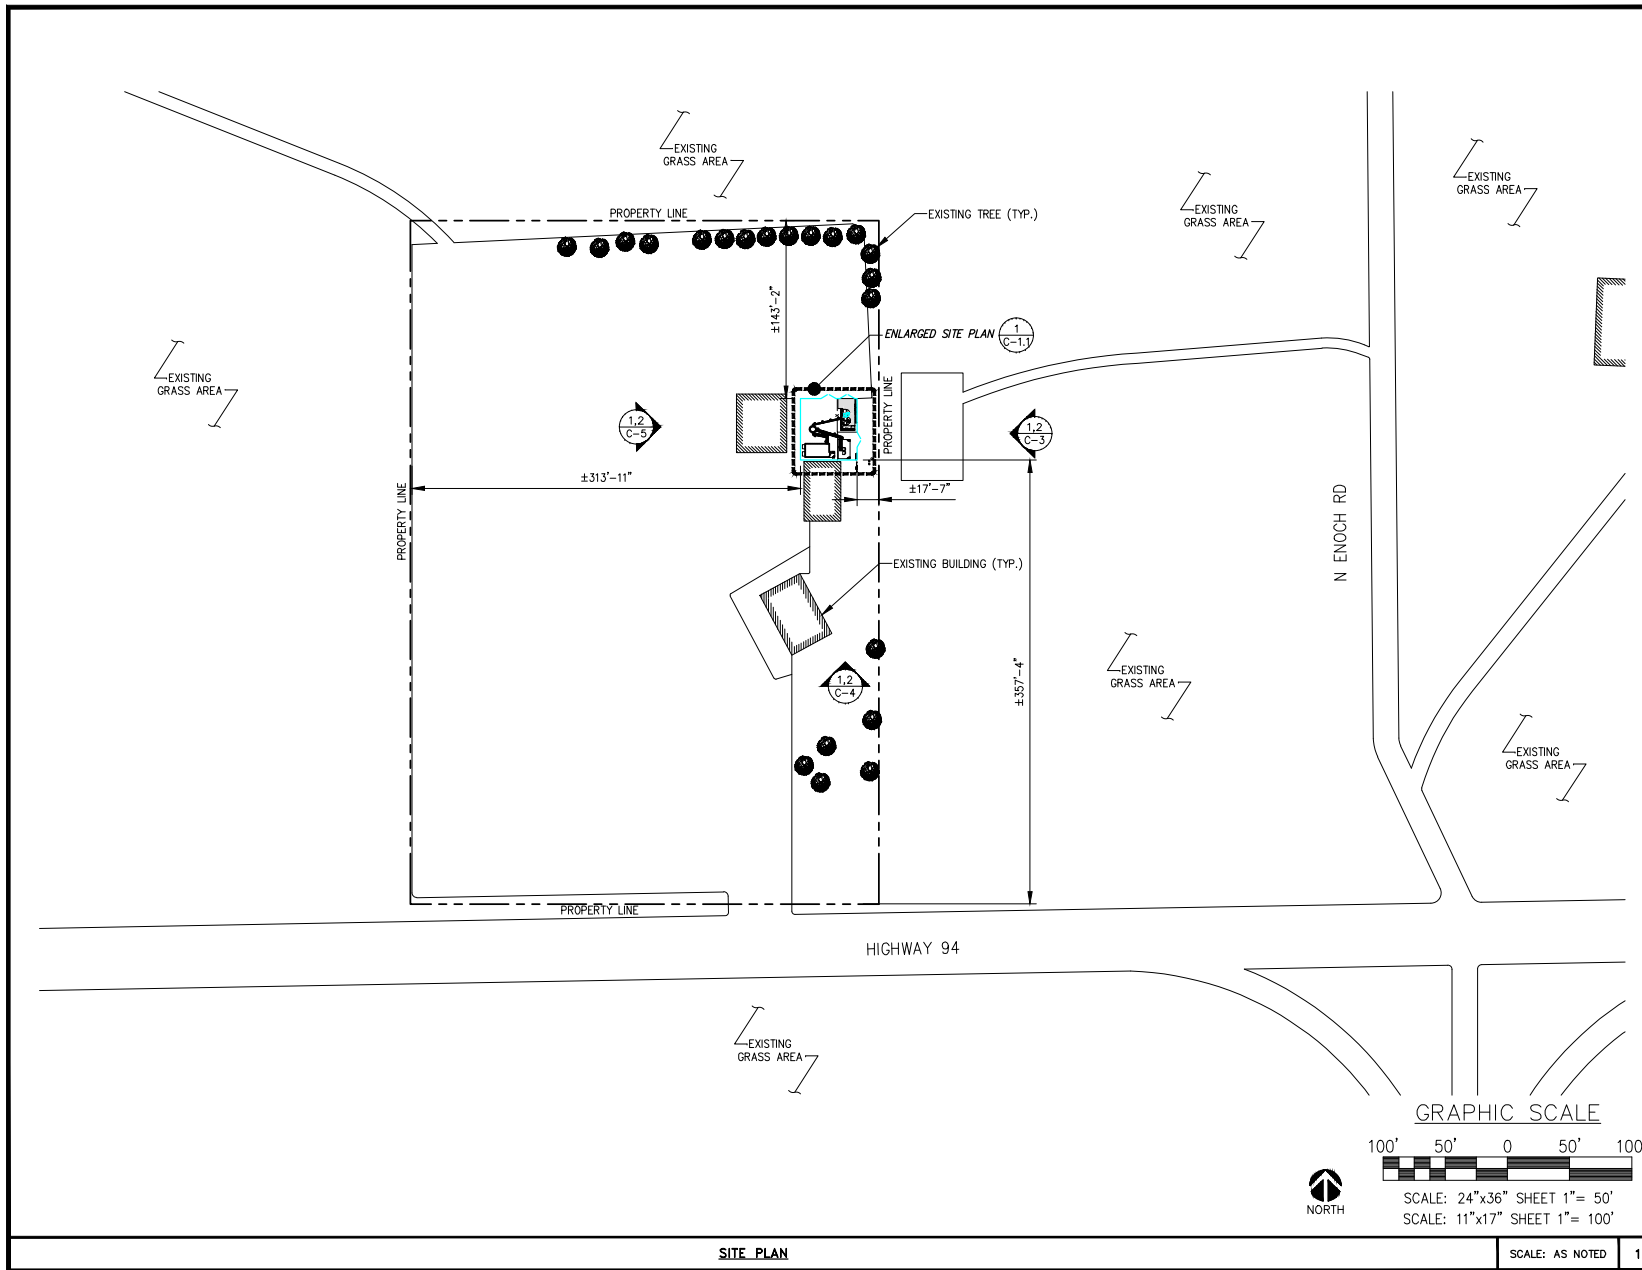 EXISTING
GRASS AREA
EXISTING
GRASS AREA
EXISTING
GRASS AREA
PROPERTY LINE
EXISTING TREE (TYP.)
±143'-2"
ENLARGED SITE PLAN
1
C-1.1
EXISTING
GRASS AREA
PROPERTY LINE
1,2
C-5
1,2
C-3
±313'-11"
±17'-7"
PROPERTY LINE
N ENOCH RD
EXISTING BUILDING (TYP.)
±357'-4"
1,2
C-4
EXISTING
GRASS AREA
EXISTING
GRASS AREA
PROPERTY LINE
HIGHWAY 94
EXISTING
GRASS AREA
GRAPHIC SCALE
100' 50' 0 50' 100
NORTH
SCALE: 24"x36" SHEET 1"= 50'
SCALE: 11"x17" SHEET 1"= 100'
SITE PLAN
SCALE: AS NOTED
1